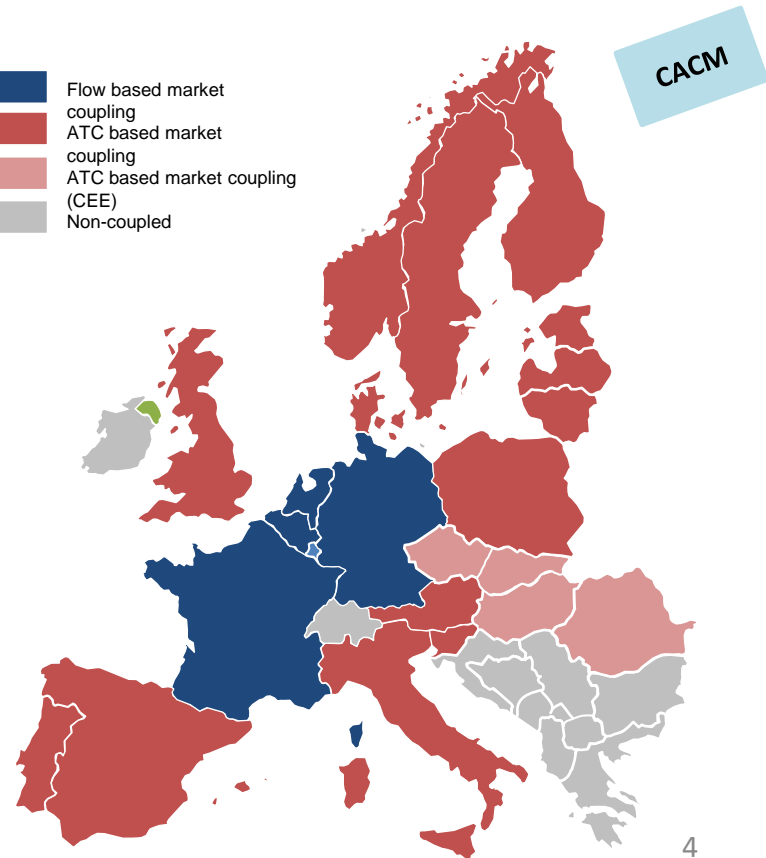 CACM
Flow based market
coupling
ATC based market
coupling
ATC based market coupling
(CEE)
Non-coupled
4